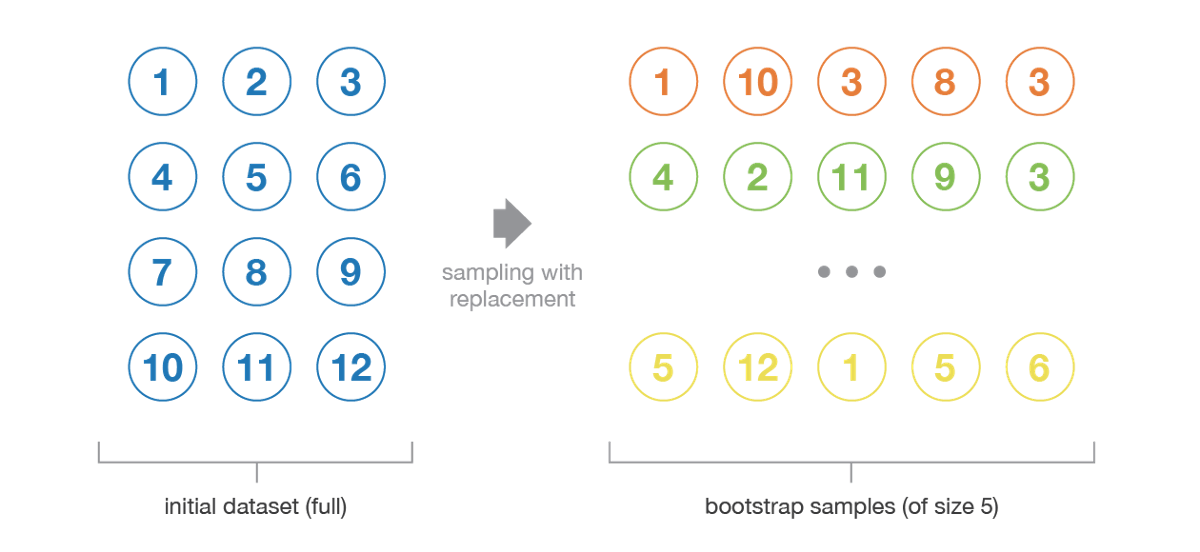 1 2 3
4 5 6
7 8 9
10 11 12
sampling with
replacement
1 10 3 8 3
4 2 11 9 3
5 12 1 5 6
initial dataset (full)
bootstrap samples (of size 5)